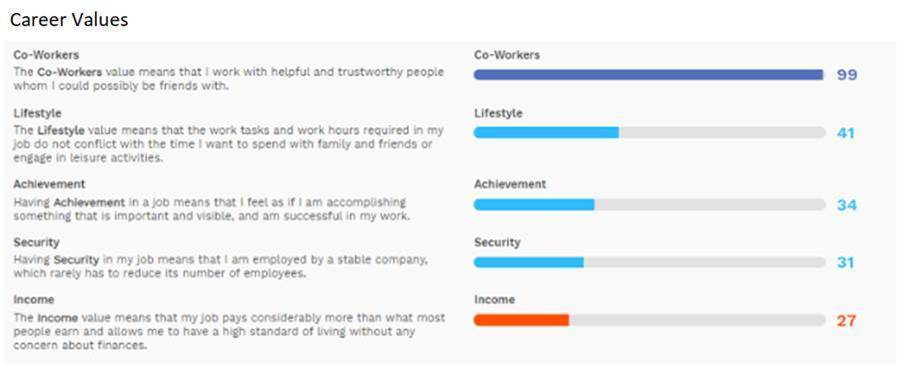 Career Values
Co-Workers
The Co-Workers value means that I work with helpful and trustworthy people
whom I could possibly be friends with.
Co-Workers
99
Lifestyle
The Lifestyle value means that the work tasks and work hours required in my
job do not conflict with the time I want to spend with family and friends or
engage in leisure activities.
Lifestyle
41
Achievement
Having Achievement in a job means that I feel as if I am accomplishing
something that is important and visible, and am successful in my work.
Achievement
34
Security
Having Security in my job means that I am employed by a stable company,
which rarely has to reduce its number of employees.
Security
31
Income
The Income value means that my job pays considerably more than what most
people earn and allows me to have a high standard of living without any
concern about finances.
Income
27